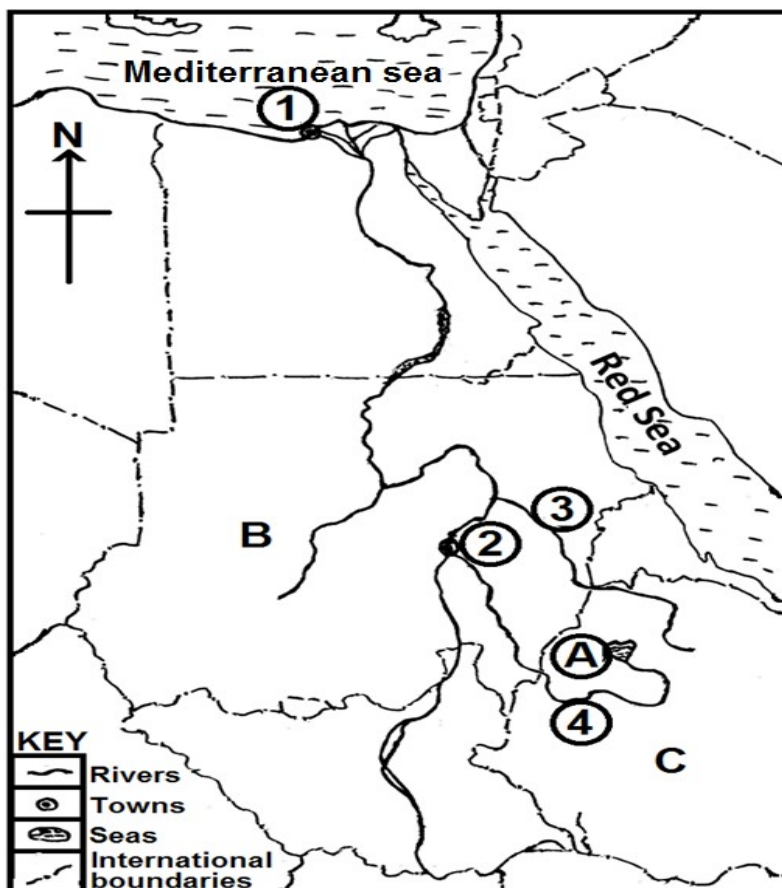 Mediterranean sea
1
N
Red Sea
3
B
2
A
4
C
KEY
Rivers
Towns
Seas
International
boundaries